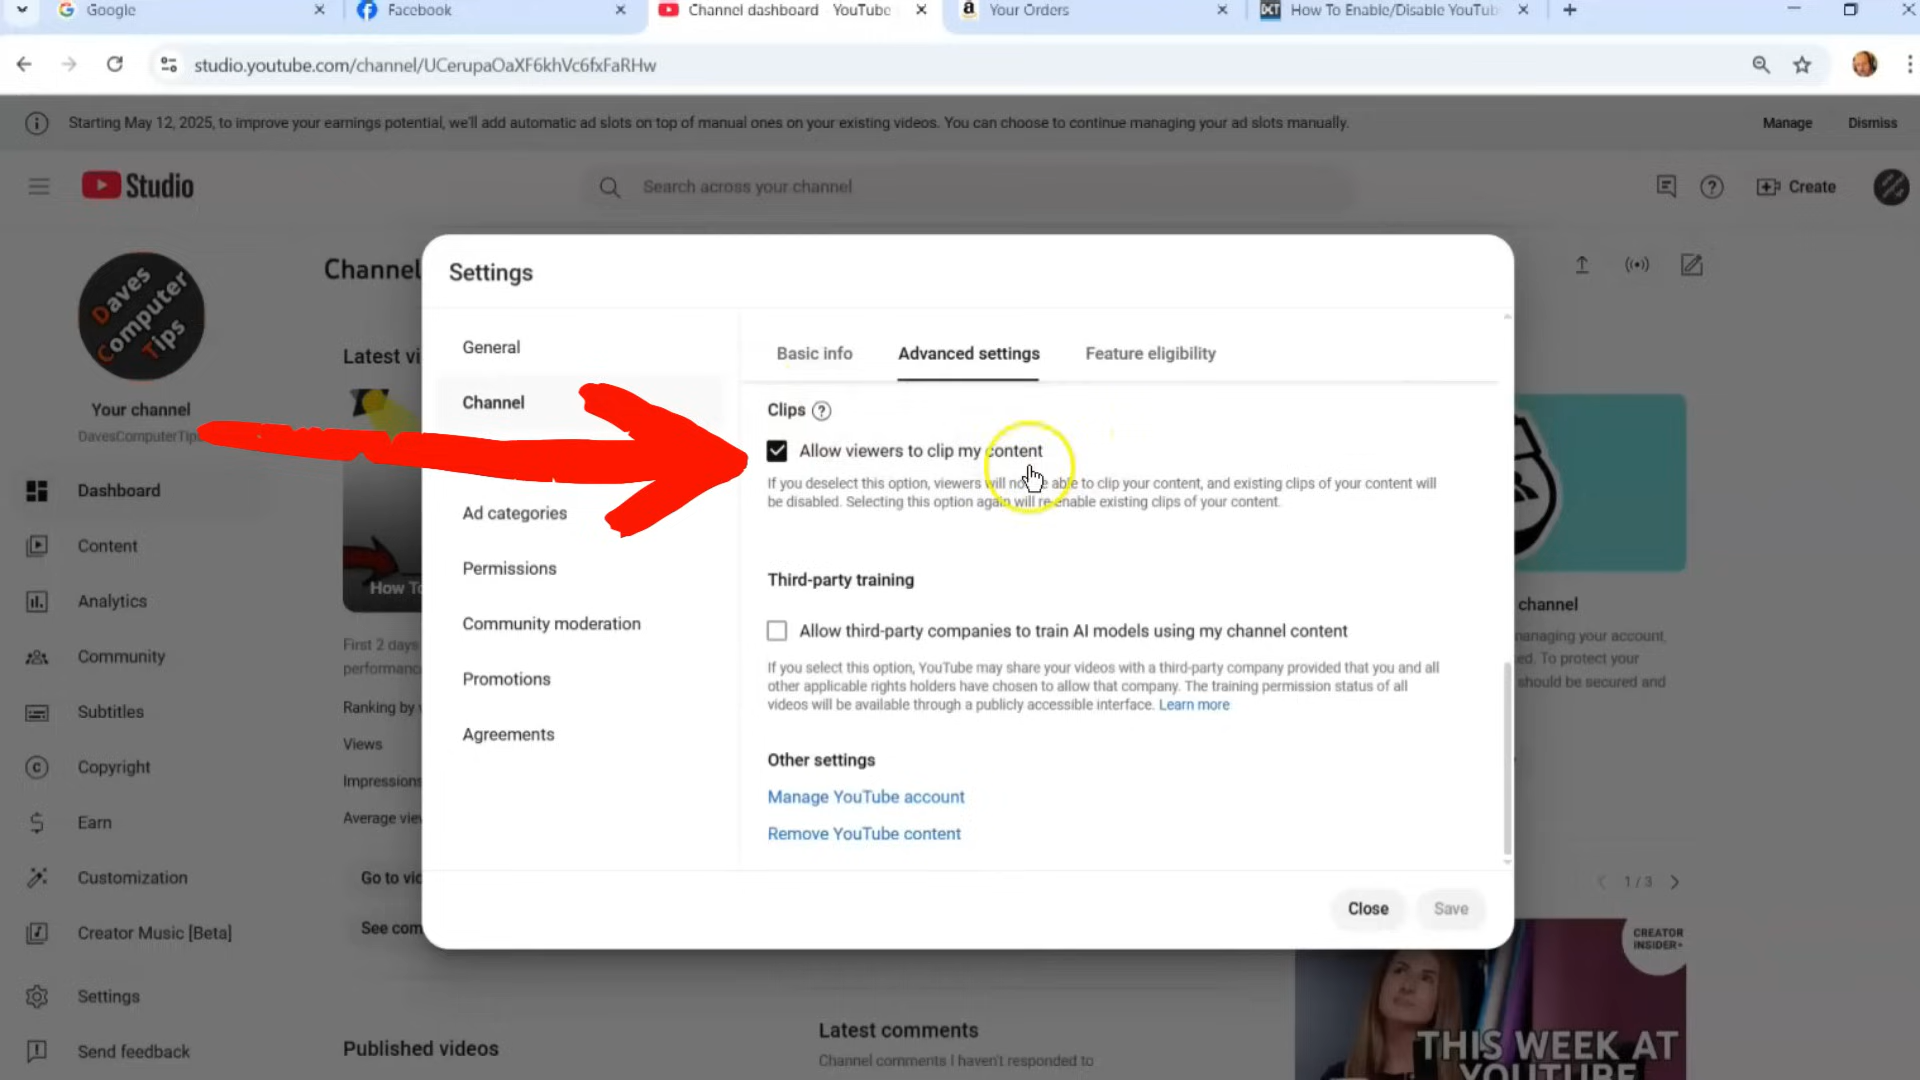 Google
Facebook
Channel dashboard YouTube
Your Orders
How To Enable/Disable YouTub
studio.youtube.com/channel/UCerupaOaXF6khVc6fxFaRHw
Starting May 12, 2025, to improve your earnings potential, we'll add automatic ad slots on top of manual ones on your existing videos. You can choose to continue managing your ad slots manually.
Manage
Dismiss
Studio
Search across your channel
Create
Daves
Computer
Tips
Your channel
DavesComputerTips
Dashboard
Content
Analytics
Community
Subtitles
Copyright
Earn
Customization
Creator Music [Beta]
Settings
Send feedback
Channel
Latest vi
How To
First 2 days
performance
Ranking by
Views
Impressions
Average vie
Go to vid
See com
Published videos
Settings
General
Channel
Ad categories
Permissions
Community moderation
Promotions
Agreements
Basic info
Advanced settings
Feature eligibility
Clips
Allow viewers to clip my content
If you deselect this option, viewers will able to clip your content, and existing clips of your content will
be disabled. Selecting this option again will re-enable existing clips of your content.
Third-party training
Allow third-party companies to train AI models using my channel content
If you select this option, YouTube may share your videos with a third-party company provided that you and all
other applicable rights holders have chosen to allow that company. The training permission status of all
videos will be available through a publicly accessible interface. Learn more
Other settings
Manage YouTube account
Remove YouTube content
Close
Save
channel
managing your account
ed. To protect your
should be secured and
1 / 3
CREATOR
INSIDER
THIS WEEK AT
YOUTUBE
Latest comments
Channel comments I haven't responded to